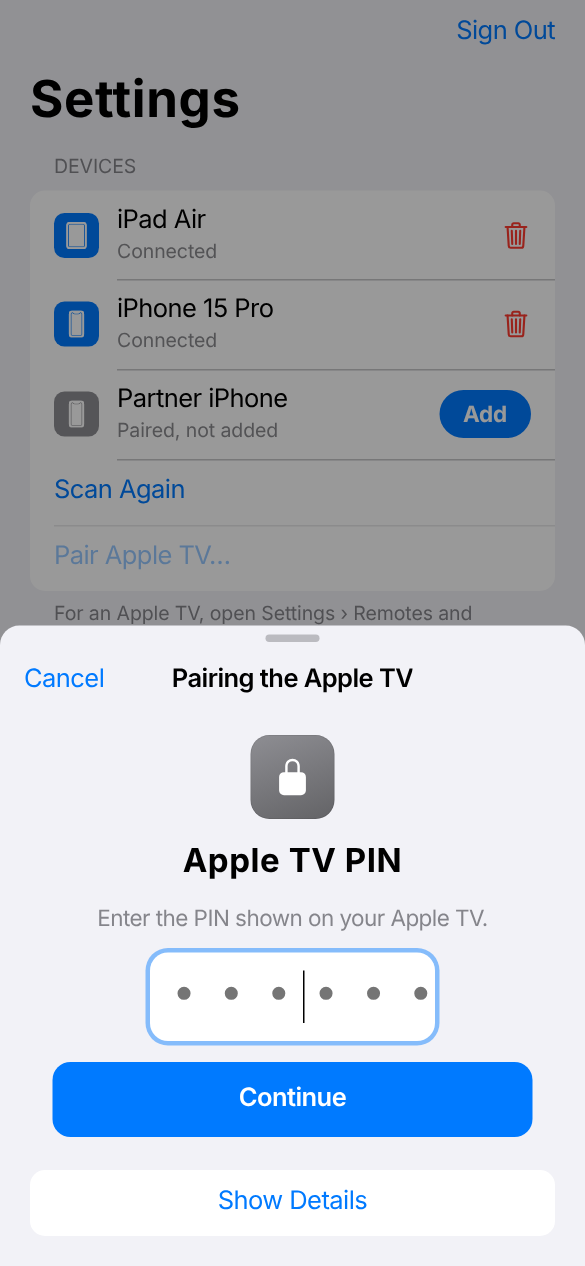 Sign Out
Settings
DEVICES
iPad Air
Connected
iPhone 15 Pro
Connected
Partner iPhone
Paired, not added
Add
Scan Again
Pair Apple TV...
For an Apple TV, open Settings › Remotes and
Cancel
Pairing the Apple TV
Apple TV PIN
Enter the PIN shown on your Apple TV.
Continue
Show Details